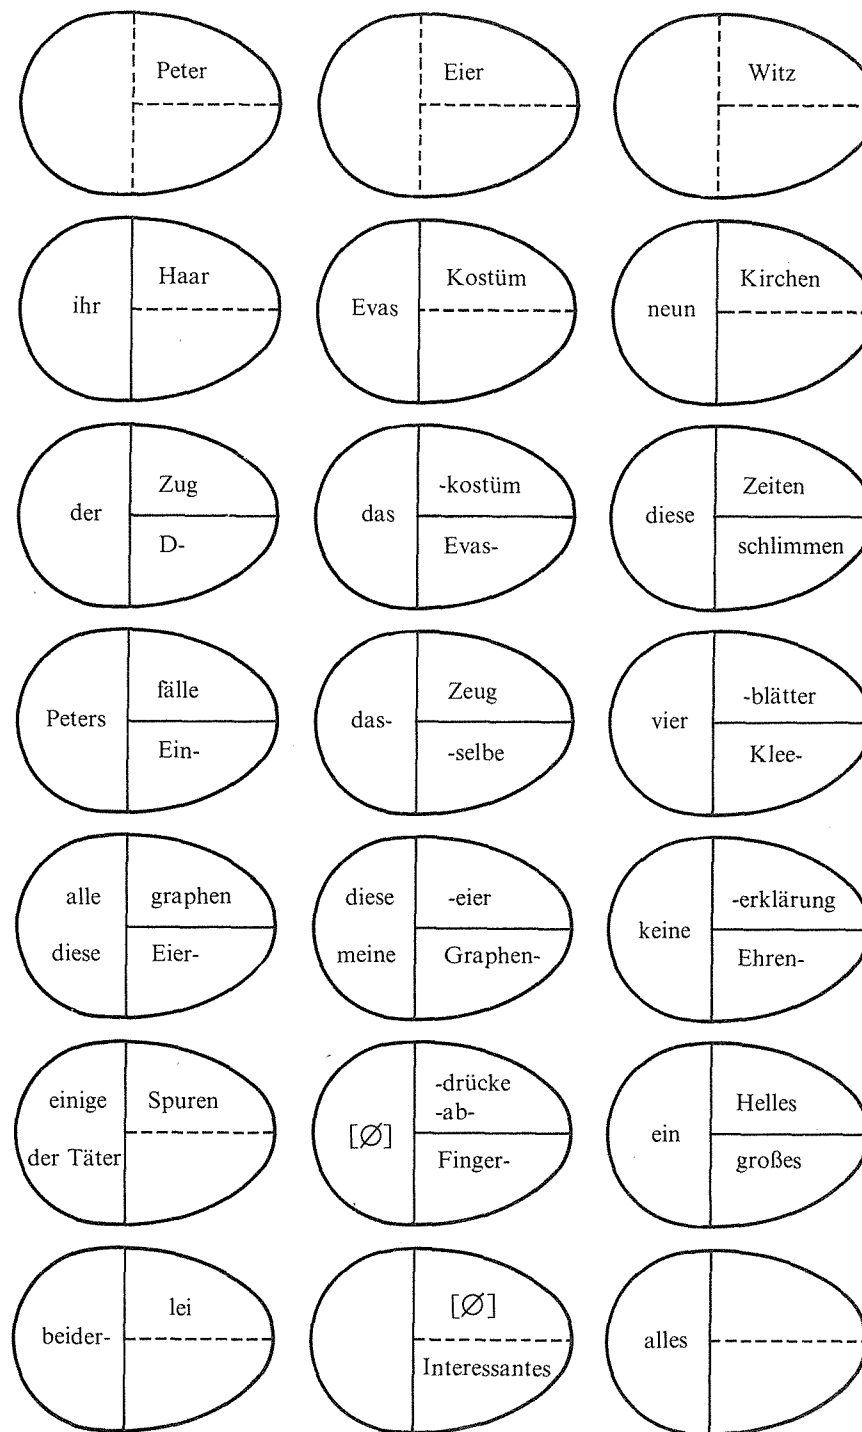 Peter
Eier
Witz
ihr
Haar
Evas
Kostüm
neun
Kirchen
der
Zug
D-
das
-kostüm
Evas-
diese
Zeiten
schlimmen
Peters
fälle
Ein-
das-
Zeug
-selbe
vier
-blätter
Klee-
alle
diese
graphen
Eier-
diese
meine
-eier
Graphen-
keine
-erklärung
Ehren-
einige
der Täter
Spuren
[Ø]
-drücke
-ab-
Finger-
ein
Helles
großes
beider-
lei
[Ø]
Interessantes
alles